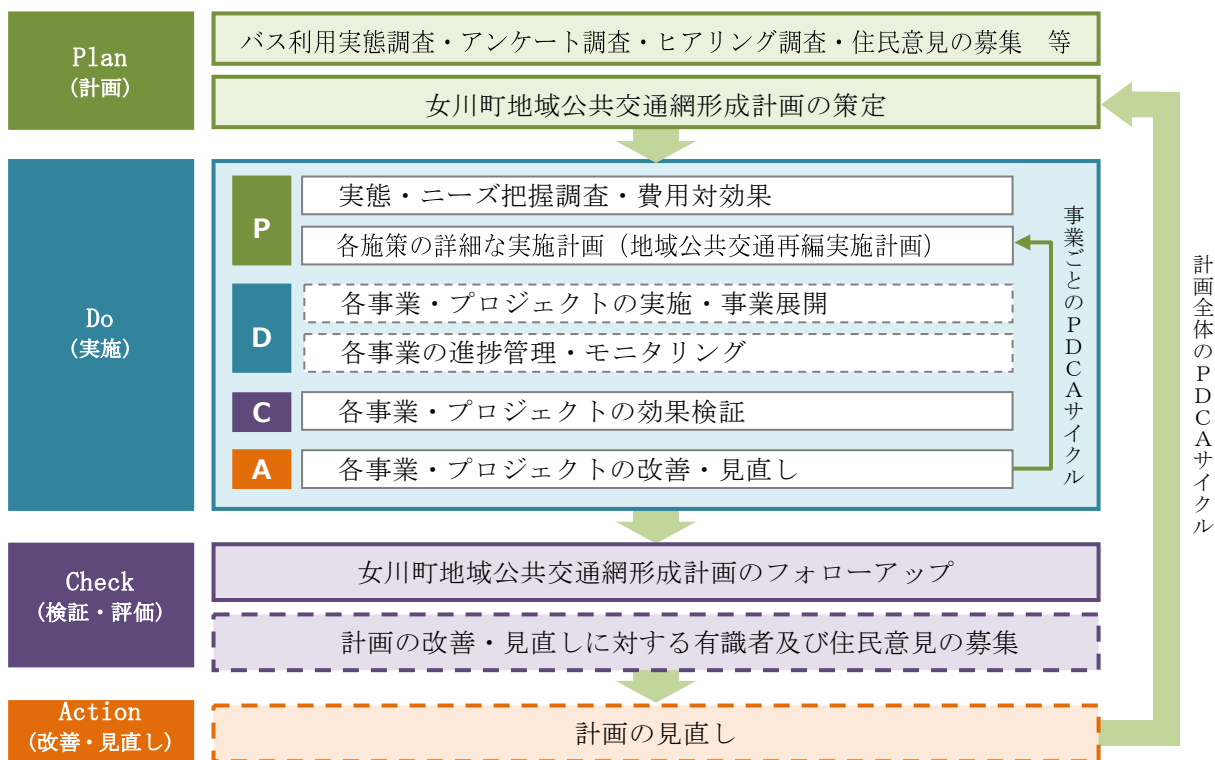 Plan
(計画)
バス利用実態調査・アンケート調査・ヒアリング調査・住民意見の募集　等
女川町地域公共交通網形成計画の策定
Do
(実施)
P
実態・ニーズ把握調査・費用対効果
各施策の詳細な実施計画（地域公共交通再編実施計画）
D
各事業・プロジェクトの実施・事業展開
各事業の進捗管理・モニタリング
C
各事業・プロジェクトの効果検証
A
各事業・プロジェクトの改善・見直し
事業ごとのPDCAサイクル
Check
(検証・評価)
女川町地域公共交通網形成計画のフォローアップ
計画の改善・見直しに対する有識者及び住民意見の募集
Action
(改善・見直し)
計画の見直し
計画全体のPDCAサイクル